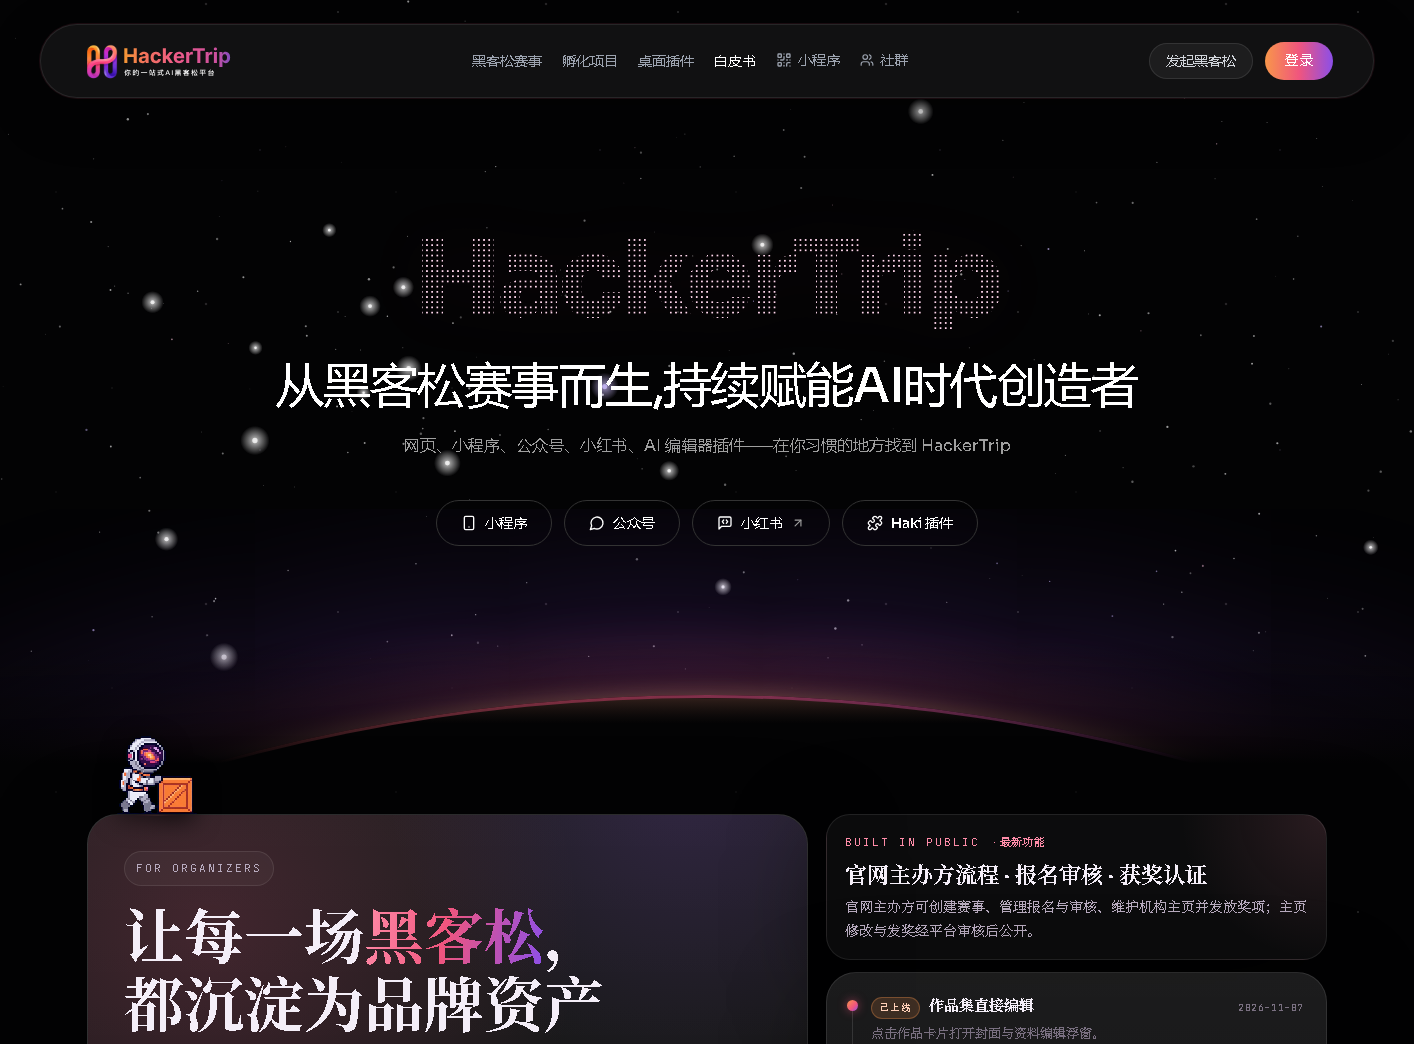 HackerTrip
你的一站式AI黑客松平台
黑客松赛事 孵化项目 桌面插件 白皮书 小程序 社群
发起黑客松 登录
HackerTrip
从黑客松赛事而生,持续赋能AI时代创造者
网页、小程序、公众号、小红书、AI 编辑器插件——在你习惯的地方找到 HackerTrip
小程序 公众号 小红书 Haki 插件
FOR ORGANIZERS
让每一场黑客松,
都沉淀为品牌资产
BUILT IN PUBLIC · 最新功能
官网主办方流程 · 报名审核 · 获奖认证
官网主办方可创建赛事、管理报名与审核、维护机构主页并发放奖项；主页
修改与发奖经平台审核后公开。
已上线 作品集直接编辑 2026-11-07
点击作品卡片打开封面与资料编辑浮窗。